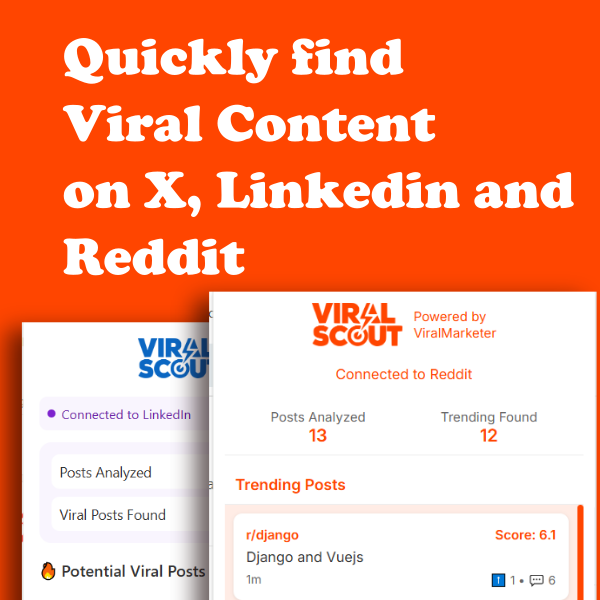 Quickly find
Viral Content
on X, Linkedin and
Reddit
VIRAL
SCOUT
Connected to LinkedIn
Posts Analyzed
Viral Posts Found
🔥 Potential Viral Posts
VIRAL
SCOUT
Powered by
ViralMarketer
Connected to Reddit
Posts Analyzed
13
Trending Found
12
Trending Posts
r/django
Score: 6.1
Django and Vuejs
1m
1 • 💬 6